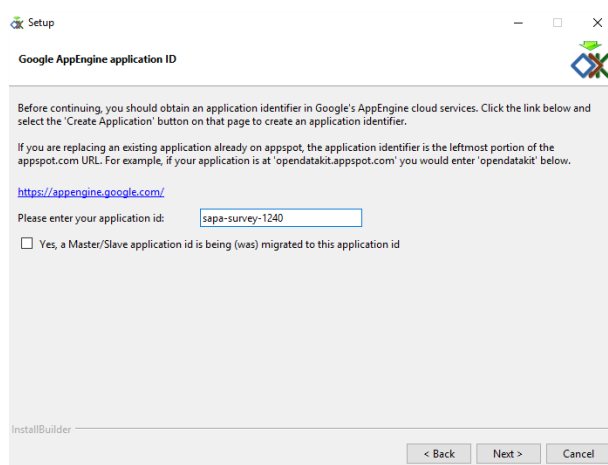 Setup
Google AppEngine application ID
Before continuing, you should obtain an application identifier in Google's AppEngine cloud services. Click the link below and
select the 'Create Application' button on that page to create an application identifier.
If you are replacing an existing application already on appspot, the application identifier is the leftmost portion of the
appspot.com URL. For example, if your application is at 'opendatakit.appspot.com' you would enter 'opendatakit' below.
https://appengine.google.com/
Please enter your application id: sapa-survey-1240
Yes, a Master/Slave application id is being (was) migrated to this application id
InstallBuilder
< Back Next > Cancel